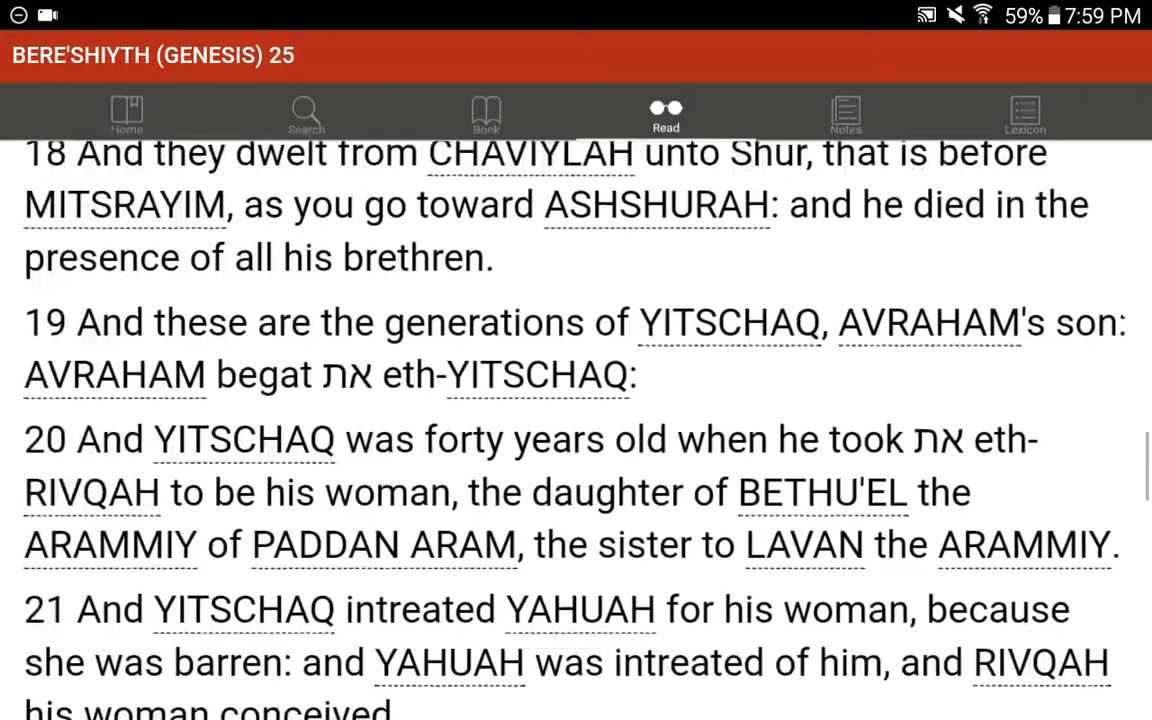 59% 7:59 PM
BERE'SHIYTH (GENESIS) 25
Home Search Book Read Notes Lexicon
18 And they dwelt from CHAVIYLAH unto Shur, that is before
MITSRAYIM, as you go toward ASHSHURAH: and he died in the
presence of all his brethren.
19 And these are the generations of YITSCHAQ, AVRAHAM's son:
AVRAHAM begat את eth-YITSCHAQ:
20 And YITSCHAQ was forty years old when he took את eth-
RIVQAH to be his woman, the daughter of BETHU'EL the
ARAMMIY of PADDAN ARAM, the sister to LAVAN the ARAMMIY.
21 And YITSCHAQ intreated YAHUAH for his woman, because
she was barren: and YAHUAH was intreated of him, and RIVQAH
his woman conceived